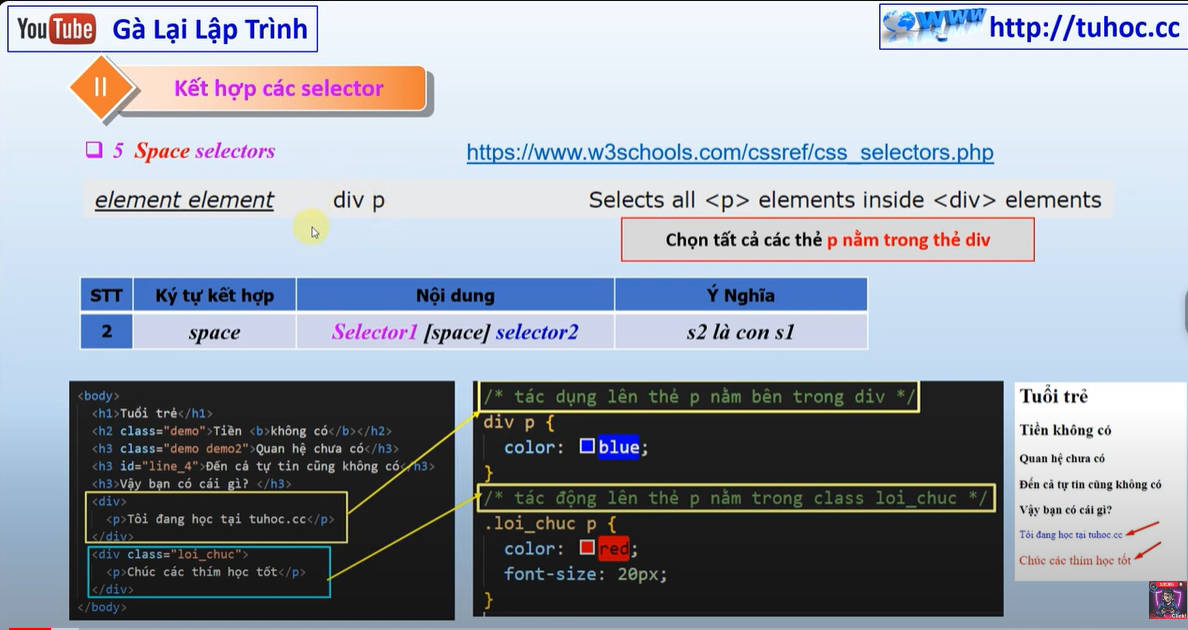 YouTube Gà Lại Lập Trình
WWW http://tuhoc.cc
II Kết hợp các selector
5 Space selectors
https://www.w3schools.com/cssref/css_selectors.php
element element div p Selects all <p> elements inside <div> elements
Chọn tất cả các thẻ p nằm trong thẻ div
STT Ký tự kết hợp Nội dung Ý Nghĩa
2 space Selector1 [space] selector2 s2 là con s1
<body>
<h1>Tuổi trẻ</h1>
<h2 class="demo">Tiền <b>không có</b></h2>
<h3 class="demo demo2">Quan hệ chưa có</h3>
<h3 id="line_4">Đến cả tự tin cũng không có</h3>
<h3>Vậy bạn có cái gì? </h3>
<div>
<p>Tôi đang học tại tuhoc.cc</p>
</div>
<div class="loi_chuc">
<p>Chúc các thím học tốt</p>
</div>
</body>
/* tác dụng lên thẻ p nằm bên trong div */
div p {
color: blue;
}
/* tác động lên thẻ p nằm trong class loi_chuc */
.loi_chuc p {
color: red;
font-size: 20px;
}
Tuổi trẻ
Tiền không có
Quan hệ chưa có
Đến cả tự tin cũng không có
Vậy bạn có cái gì?
Tôi đang học tại tuhoc.cc
Chúc các thím học tốt